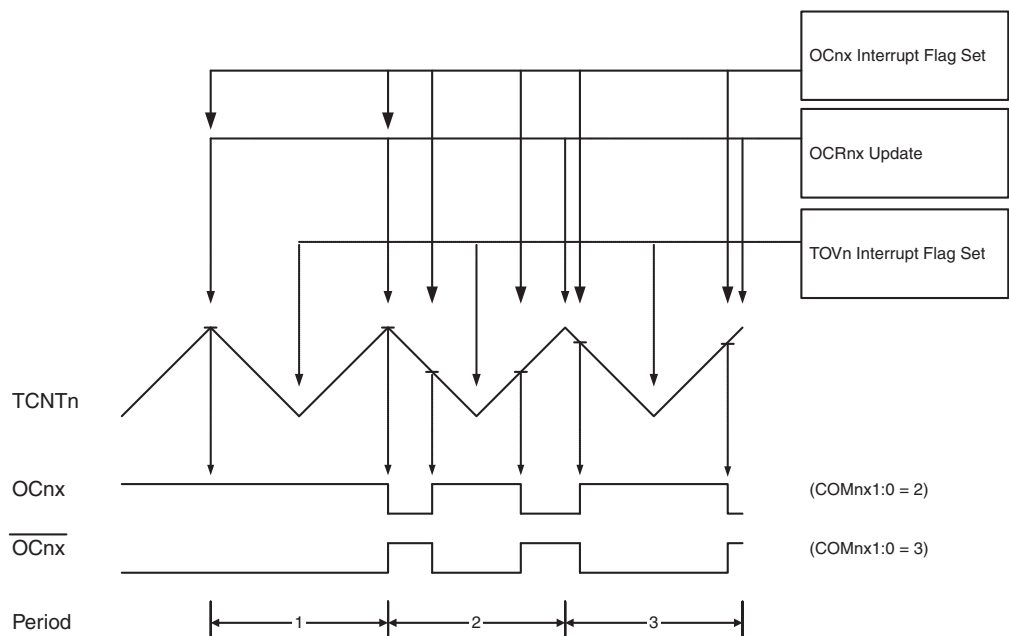 OCnx Interrupt Flag Set
OCRnx Update
TOVn Interrupt Flag Set
TCNTn
OCnx
(COMnx1:0 = 2)
OCnx
(COMnx1:0 = 3)
Period
1
2
3